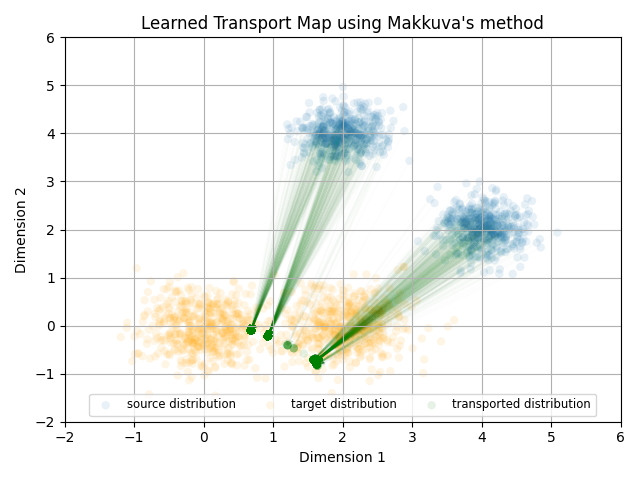 Learned Transport Map using Makkuva's method
6
5
4
3
2
1
0
−1
−2
Dimension 2
source distribution target distribution transported distribution
−2 −1 0 1 2 3 4 5 6
Dimension 1